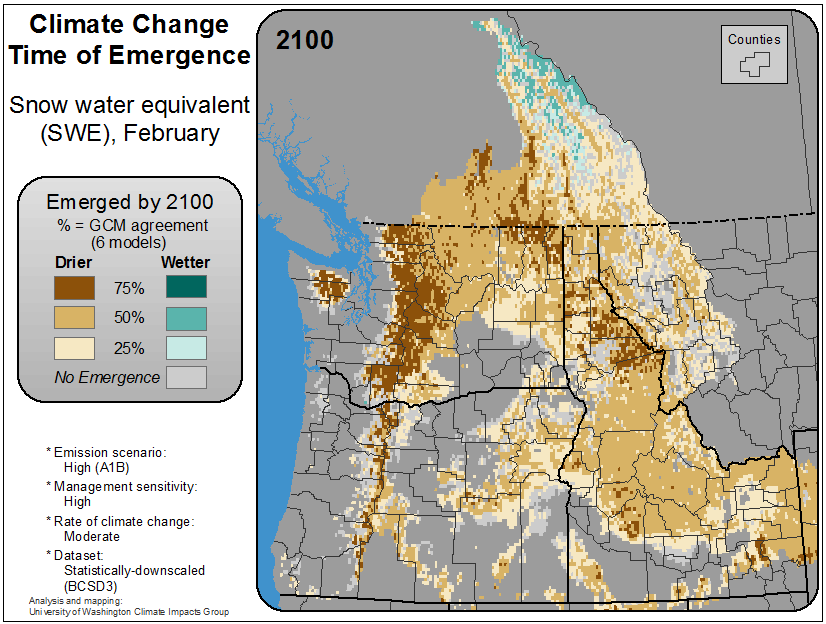 Climate Change
Time of Emergence
Snow water equivalent
(SWE), February
Emerged by 2100
% = GCM agreement
(6 models)
Drier Wetter
75%
50%
25%
No Emergence
* Emission scenario:
High (A1B)
* Management sensitivity:
High
* Rate of climate change:
Moderate
* Dataset:
Statistically-downscaled
(BCSD3)
Analysis and mapping:
University of Washington Climate Impacts Group
2100
Counties